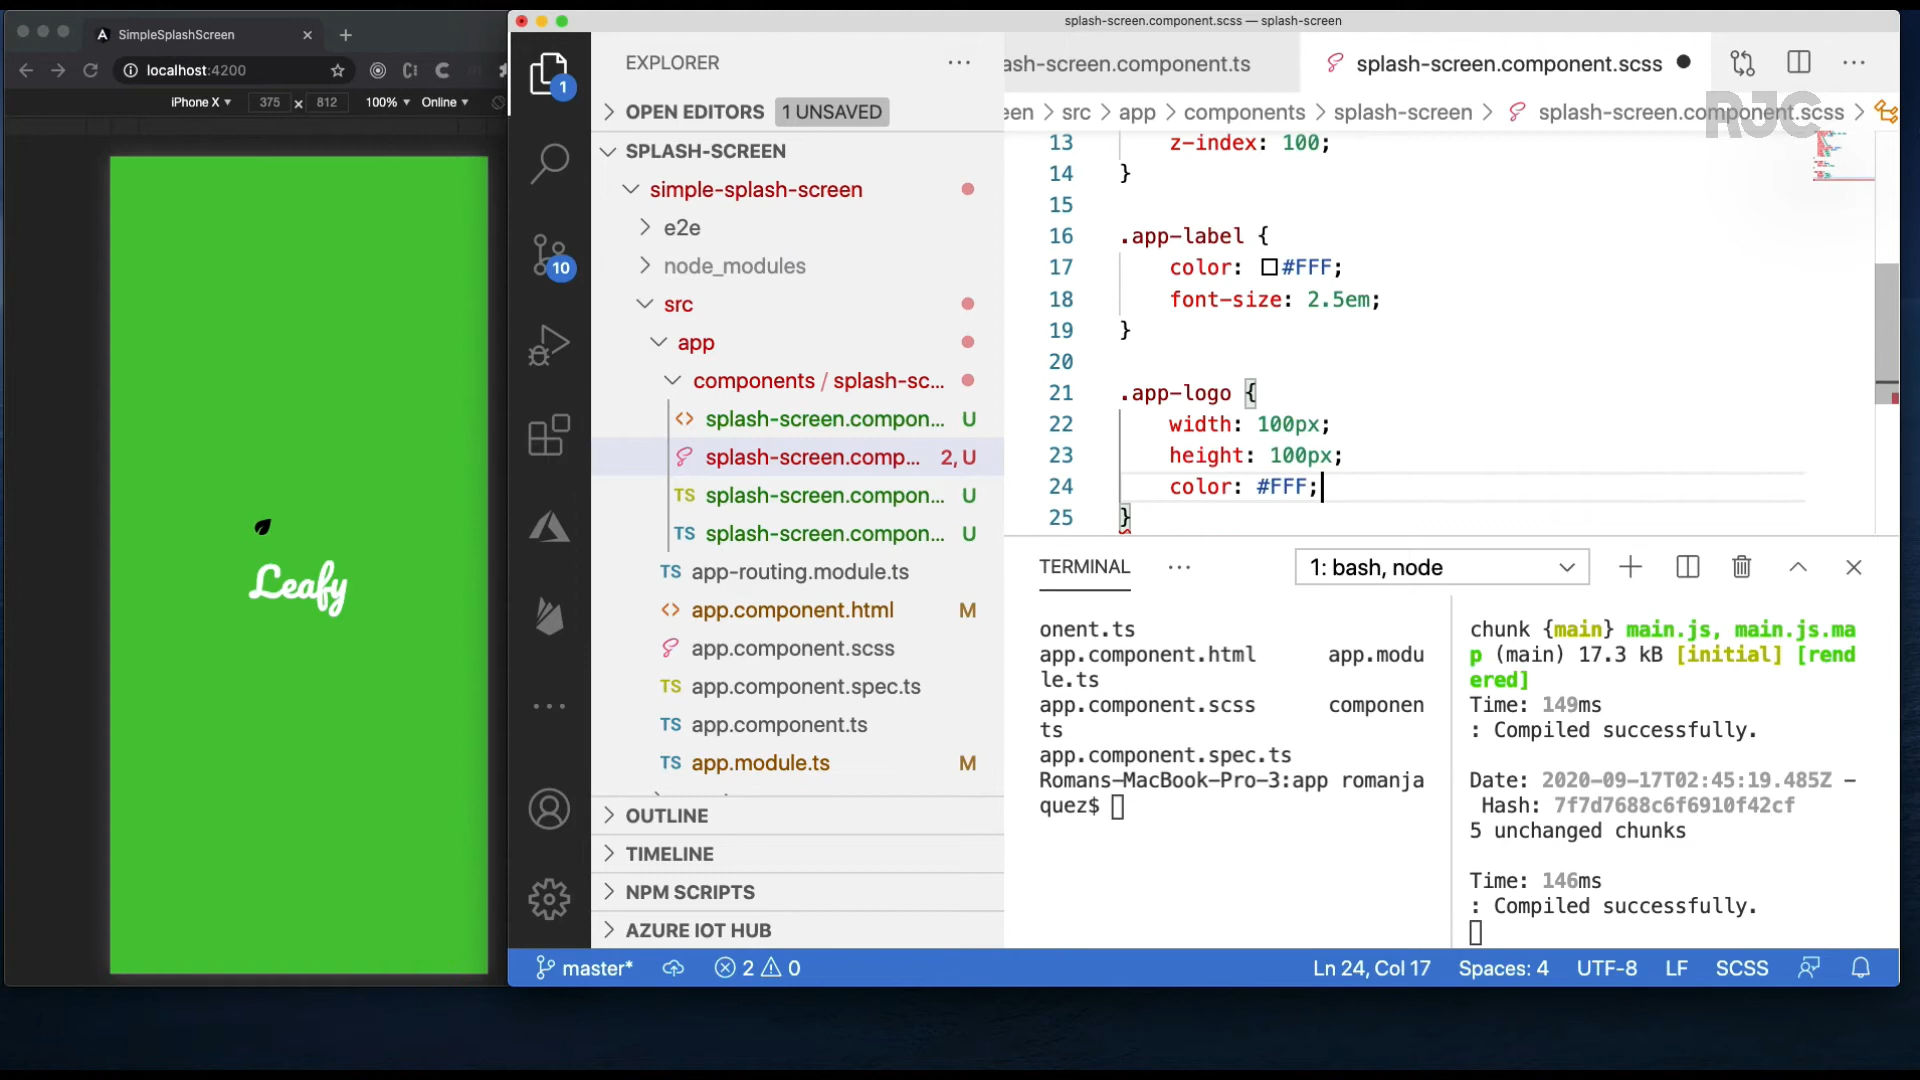 SimpleSplashScreen
localhost:4200
iPhone X ▾ 375 x 812 100% ▾ Online ▾
Leafy
splash-screen.component.scss — splash-screen
1
10
EXPLORER
OPEN EDITORS 1 UNSAVED
SPLASH-SCREEN
simple-splash-screen
e2e
node_modules
src
app
components / splash-sc...
splash-screen.compon... U
splash-screen.comp... 2, U
TS splash-screen.compon... U
TS splash-screen.compon... U
TS app-routing.module.ts
app.component.html M
app.component.scss
TS app.component.spec.ts
TS app.component.ts
TS app.module.ts M
OUTLINE
TIMELINE
NPM SCRIPTS
AZURE IOT HUB
ash-screen.component.ts
splash-screen.component.scss
een > src > app > components > splash-screen > splash-screen.component.scss >
RJC
13 z-index: 100;
14 }
15
16 .app-label {
17 color: #FFF;
18 font-size: 2.5em;
19 }
20
21 .app-logo {
22 width: 100px;
23 height: 100px;
24 color: #FFF;
25 }
TERMINAL
1: bash, node
onent.ts
app.component.html app.modu
le.ts
app.component.scss componen
ts
app.component.spec.ts
Romans-MacBook-Pro-3:app romanja
quez$
chunk {main} main.js, main.js.ma
p (main) 17.3 kB [initial] [rend
ered]
Time: 149ms
: Compiled successfully.
Date: 2020-09-17T02:45:19.485Z -
Hash: 7f7d7688c6f6910f42cf
5 unchanged chunks
Time: 146ms
: Compiled successfully.
master* 2 0
Ln 24, Col 17 Spaces: 4 UTF-8 LF SCSS